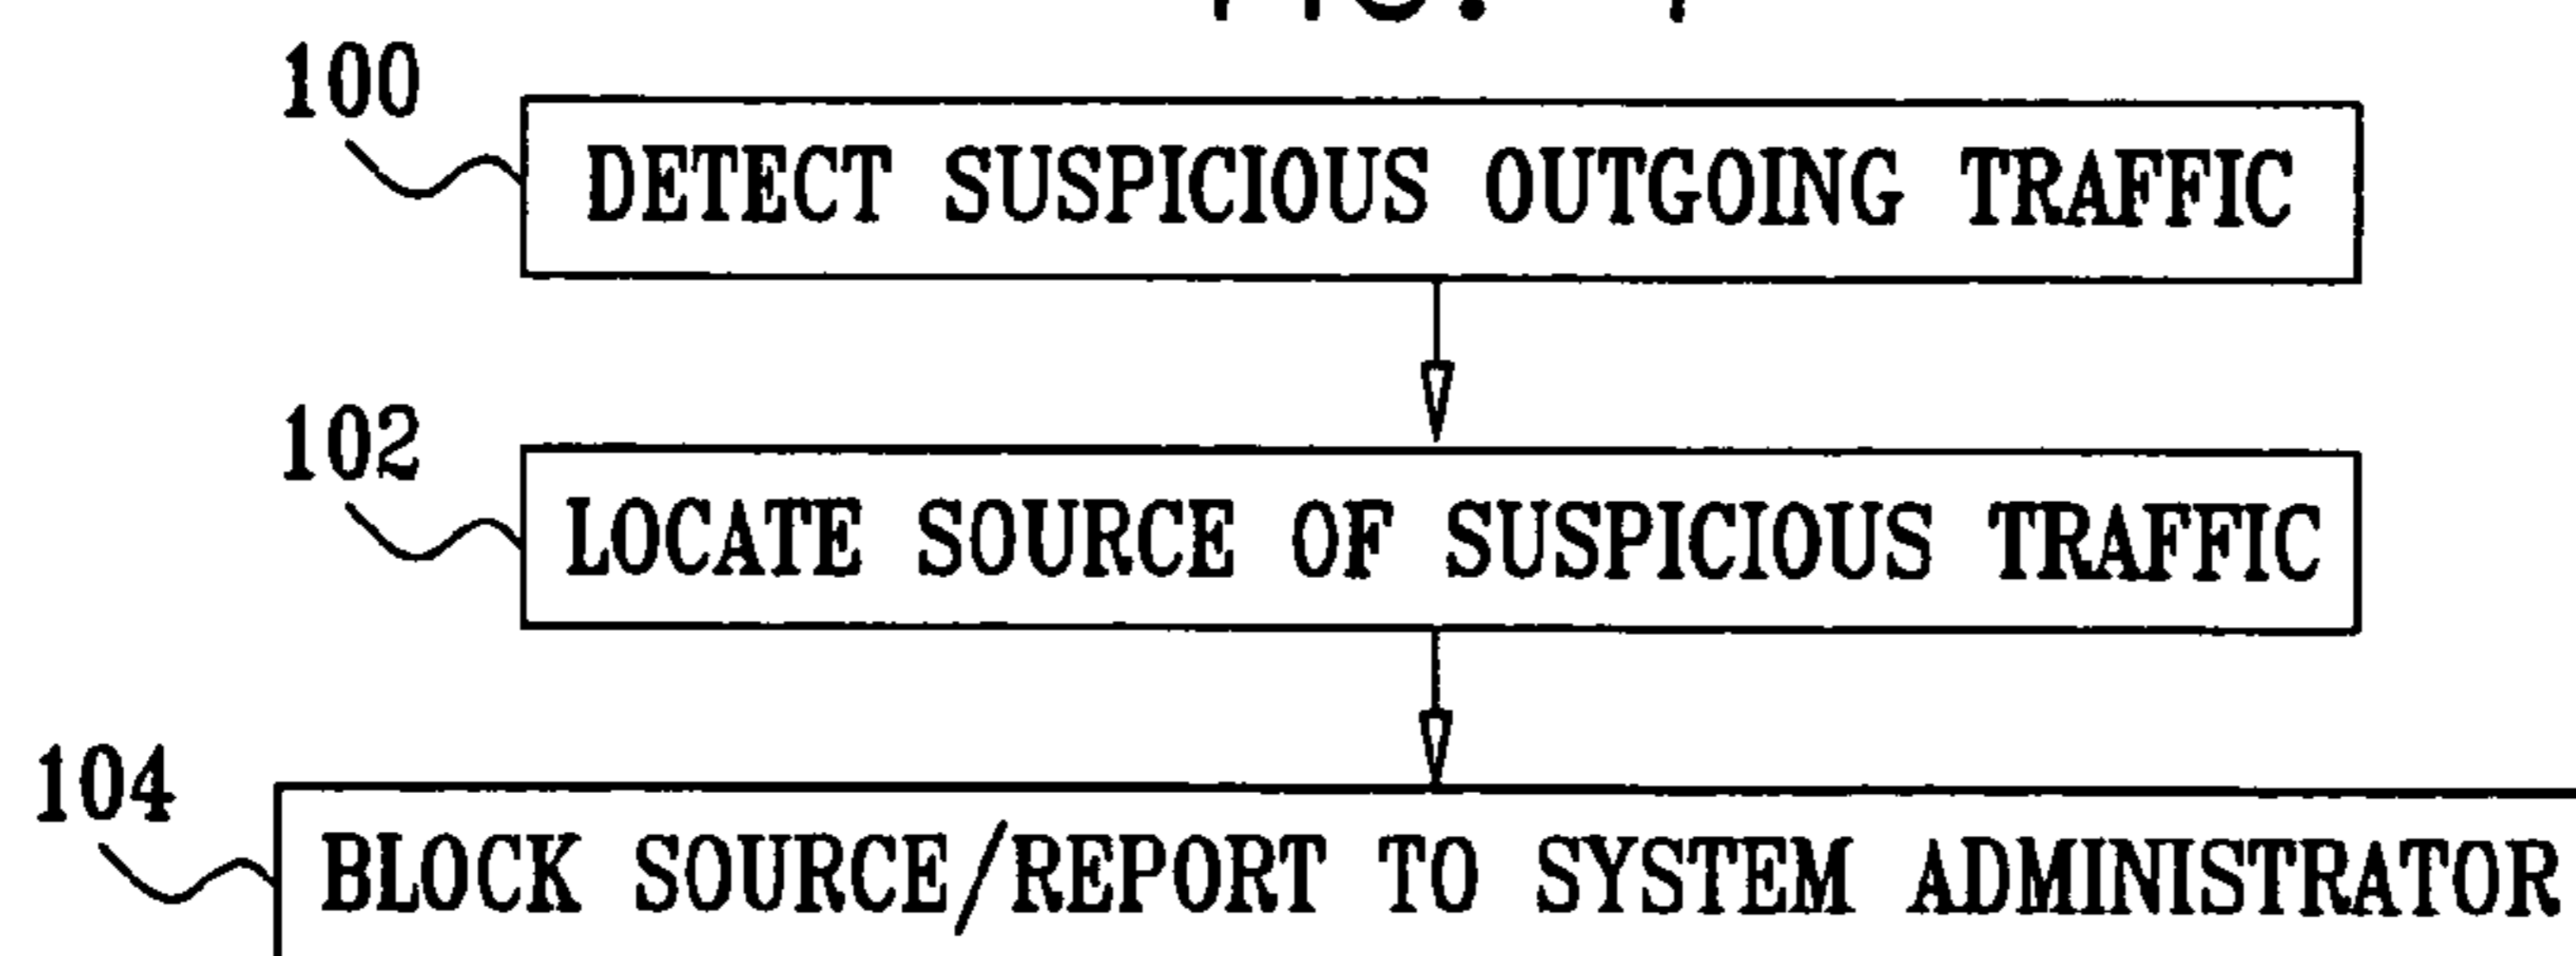 100
DETECT SUSPICIOUS OUTGOING TRAFFIC
102
LOCATE SOURCE OF SUSPICIOUS TRAFFIC
104
BLOCK SOURCE/REPORT TO SYSTEM ADMINISTRATOR